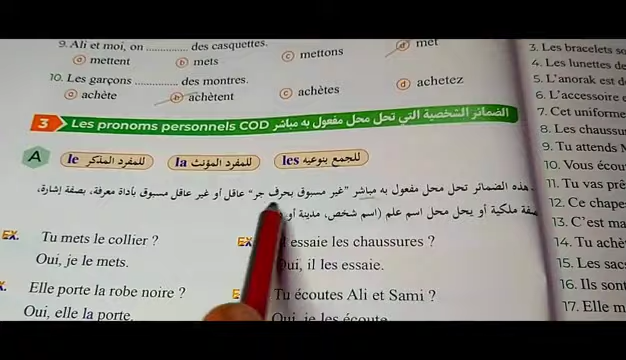 9. Ali et moi, on ............ des casquettes.
ⓐ mettent ⓑ mets ⓒ mettons ⓓ met
10. Les garçons ............ des montres.
ⓐ achète ⓑ achètent ⓒ achètes ⓓ achetez
3 Les pronoms personnels COD الضمائر الشخصية التي تحل محل مفعول به مباشر
A le للمفرد المذكر la للمفرد المؤنث les للجمع بنوعيه
هذه الضمائر تحل محل مفعول به مباشر "غير مسبوق بحرف جر" عاقل أو غير عاقل مسبوق بأداة معرفة، بصفة إشارة،
صفة ملكية أو يحل محل اسم علم (اسم شخص، مدينة أو
EX. Tu mets le collier ?
Oui, je le mets.
essaie les chaussures ?
Oui, il les essaie.
Elle porte la robe noire ?
Oui, elle la porte.
Tu écoutes Ali et Sami ?
Oui, je les écoute.
3. Les bracelets so
4. Les lunettes de
5. L'anorak est d
6. L'accessoire e
7. Cet uniforme
8. Les chaussu
9. Tu attends N
10. Vous écou
11. Tu vas prê
12. Ce chape
13. C'est ma
14. Tu achè
15. Les sac
16. Ils sont
17. Elle m